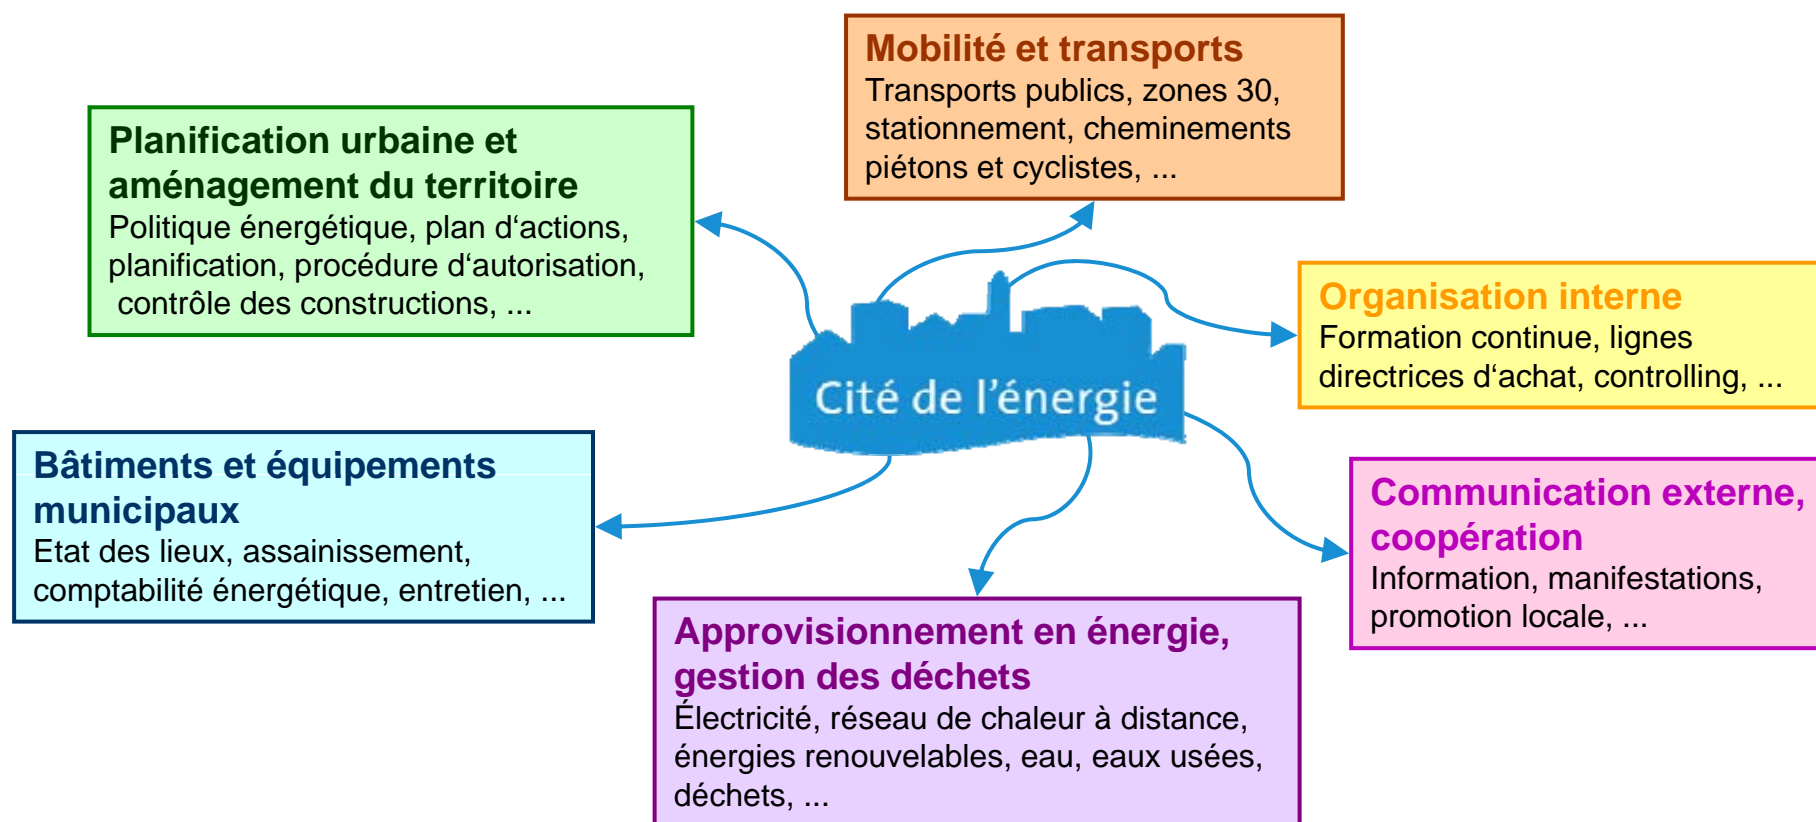 Mobilité et transports
Transports publics, zones 30,
stationnement, cheminements
piétons et cyclistes, ...
Planification urbaine et
aménagement du territoire
Politique énergétique, plan d‘actions,
planification, procédure d‘autorisation,
contrôle des constructions, ...
Organisation interne
Formation continue, lignes
directrices d‘achat, controlling, ...
Cité de l'énergie
Bâtiments et équipements
municipaux
Etat des lieux, assainissement,
comptabilité énergétique, entretien, ...
Communication externe,
coopération
Information, manifestations,
promotion locale, ...
Approvisionnement en énergie,
gestion des déchets
Électricité, réseau de chaleur à distance,
énergies renouvelables, eau, eaux usées,
déchets, ...